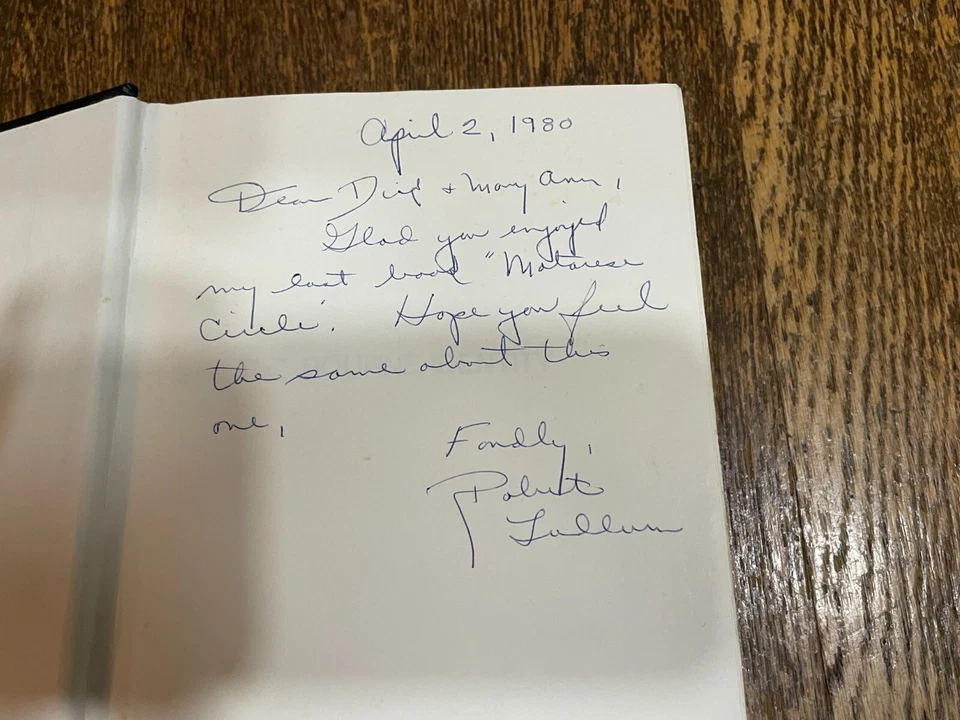 April 2, 1980
Dear Dick + Mary Ann,
Glad you enjoyed
my last book "Matarese
Circle'. Hope you feel
the same about this
one,
Fondly,
Robert
Ludlum